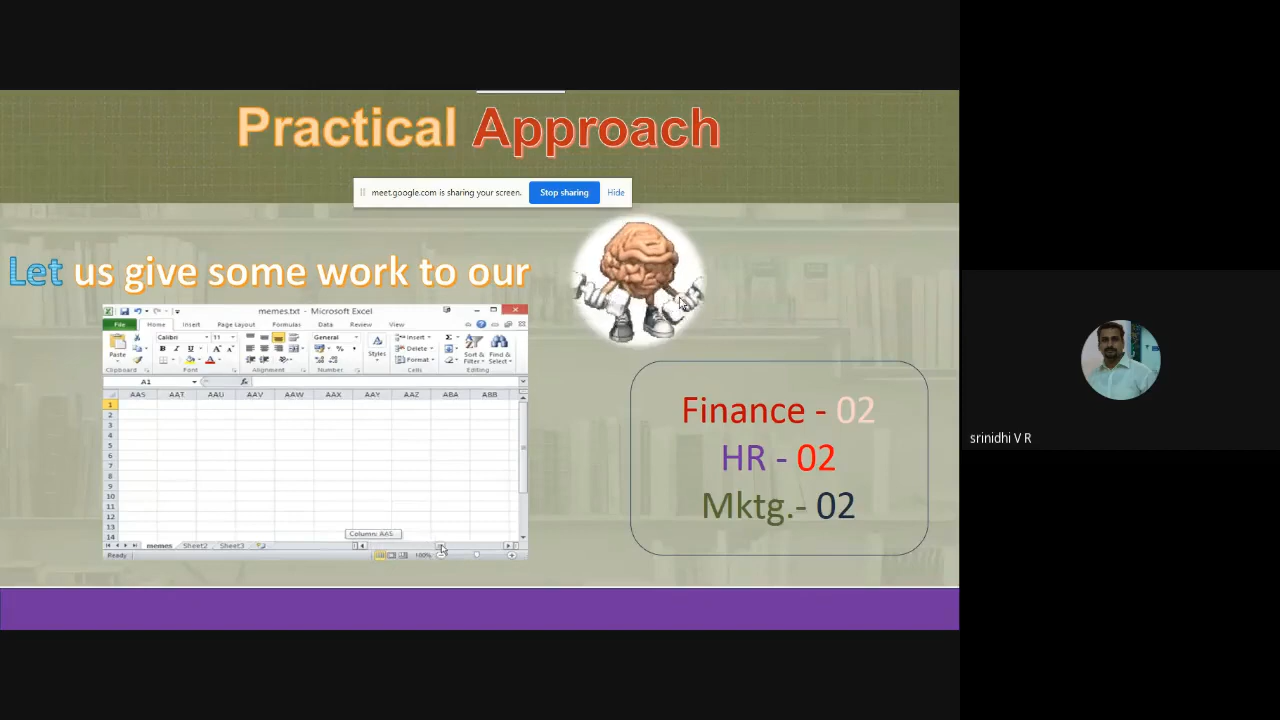 Practical Approach
meet.google.com is sharing your screen. Stop sharing Hide
Let us give some work to our
memes.txt - Microsoft Excel
File Home Insert Page Layout Formulas Data Review View
Calibri 11 General Insert
Paste B I U % Styles Delete Sort & Find &
Format Filter Select
Clipboard Font Alignment Number Cells Editing
A1 fx
AAS AAT AAU AAV AAW AAX AAY AAZ ABA ABB
1
2
3
4
5
6
7
8
9
10
11
12
13
14
Column: AAS
memes Sheet2 Sheet3
Ready 100%
Finance - 02
HR - 02
Mktg.- 02
srinidhi V R